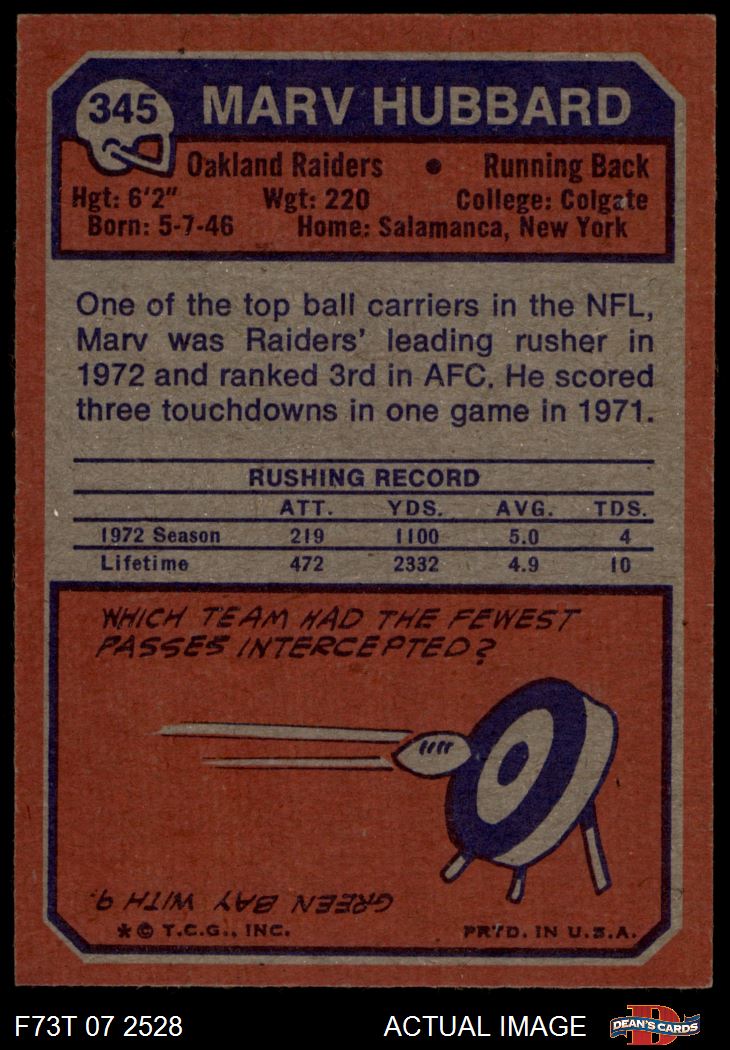 345 MARV HUBBARD
Oakland Raiders • Running Back
Hgt: 6'2" Wgt: 220 College: Colgate
Born: 5-7-46 Home: Salamanca, New York
One of the top ball carriers in the NFL,
Marv was Raiders' leading rusher in
1972 and ranked 3rd in AFC. He scored
three touchdowns in one game in 1971.
RUSHING RECORD
ATT. YDS. AVG. TDS.
1972 Season 219 1100 5.0 4
Lifetime 472 2332 4.9 10
WHICH TEAM HAD THE FEWEST
PASSES INTERCEPTED?
GREEN BAY WITH 9.
*© T.C.G., INC. PRTD. IN U.S.A.
F73T 07 2528 ACTUAL IMAGE D DEAN'S CARDS